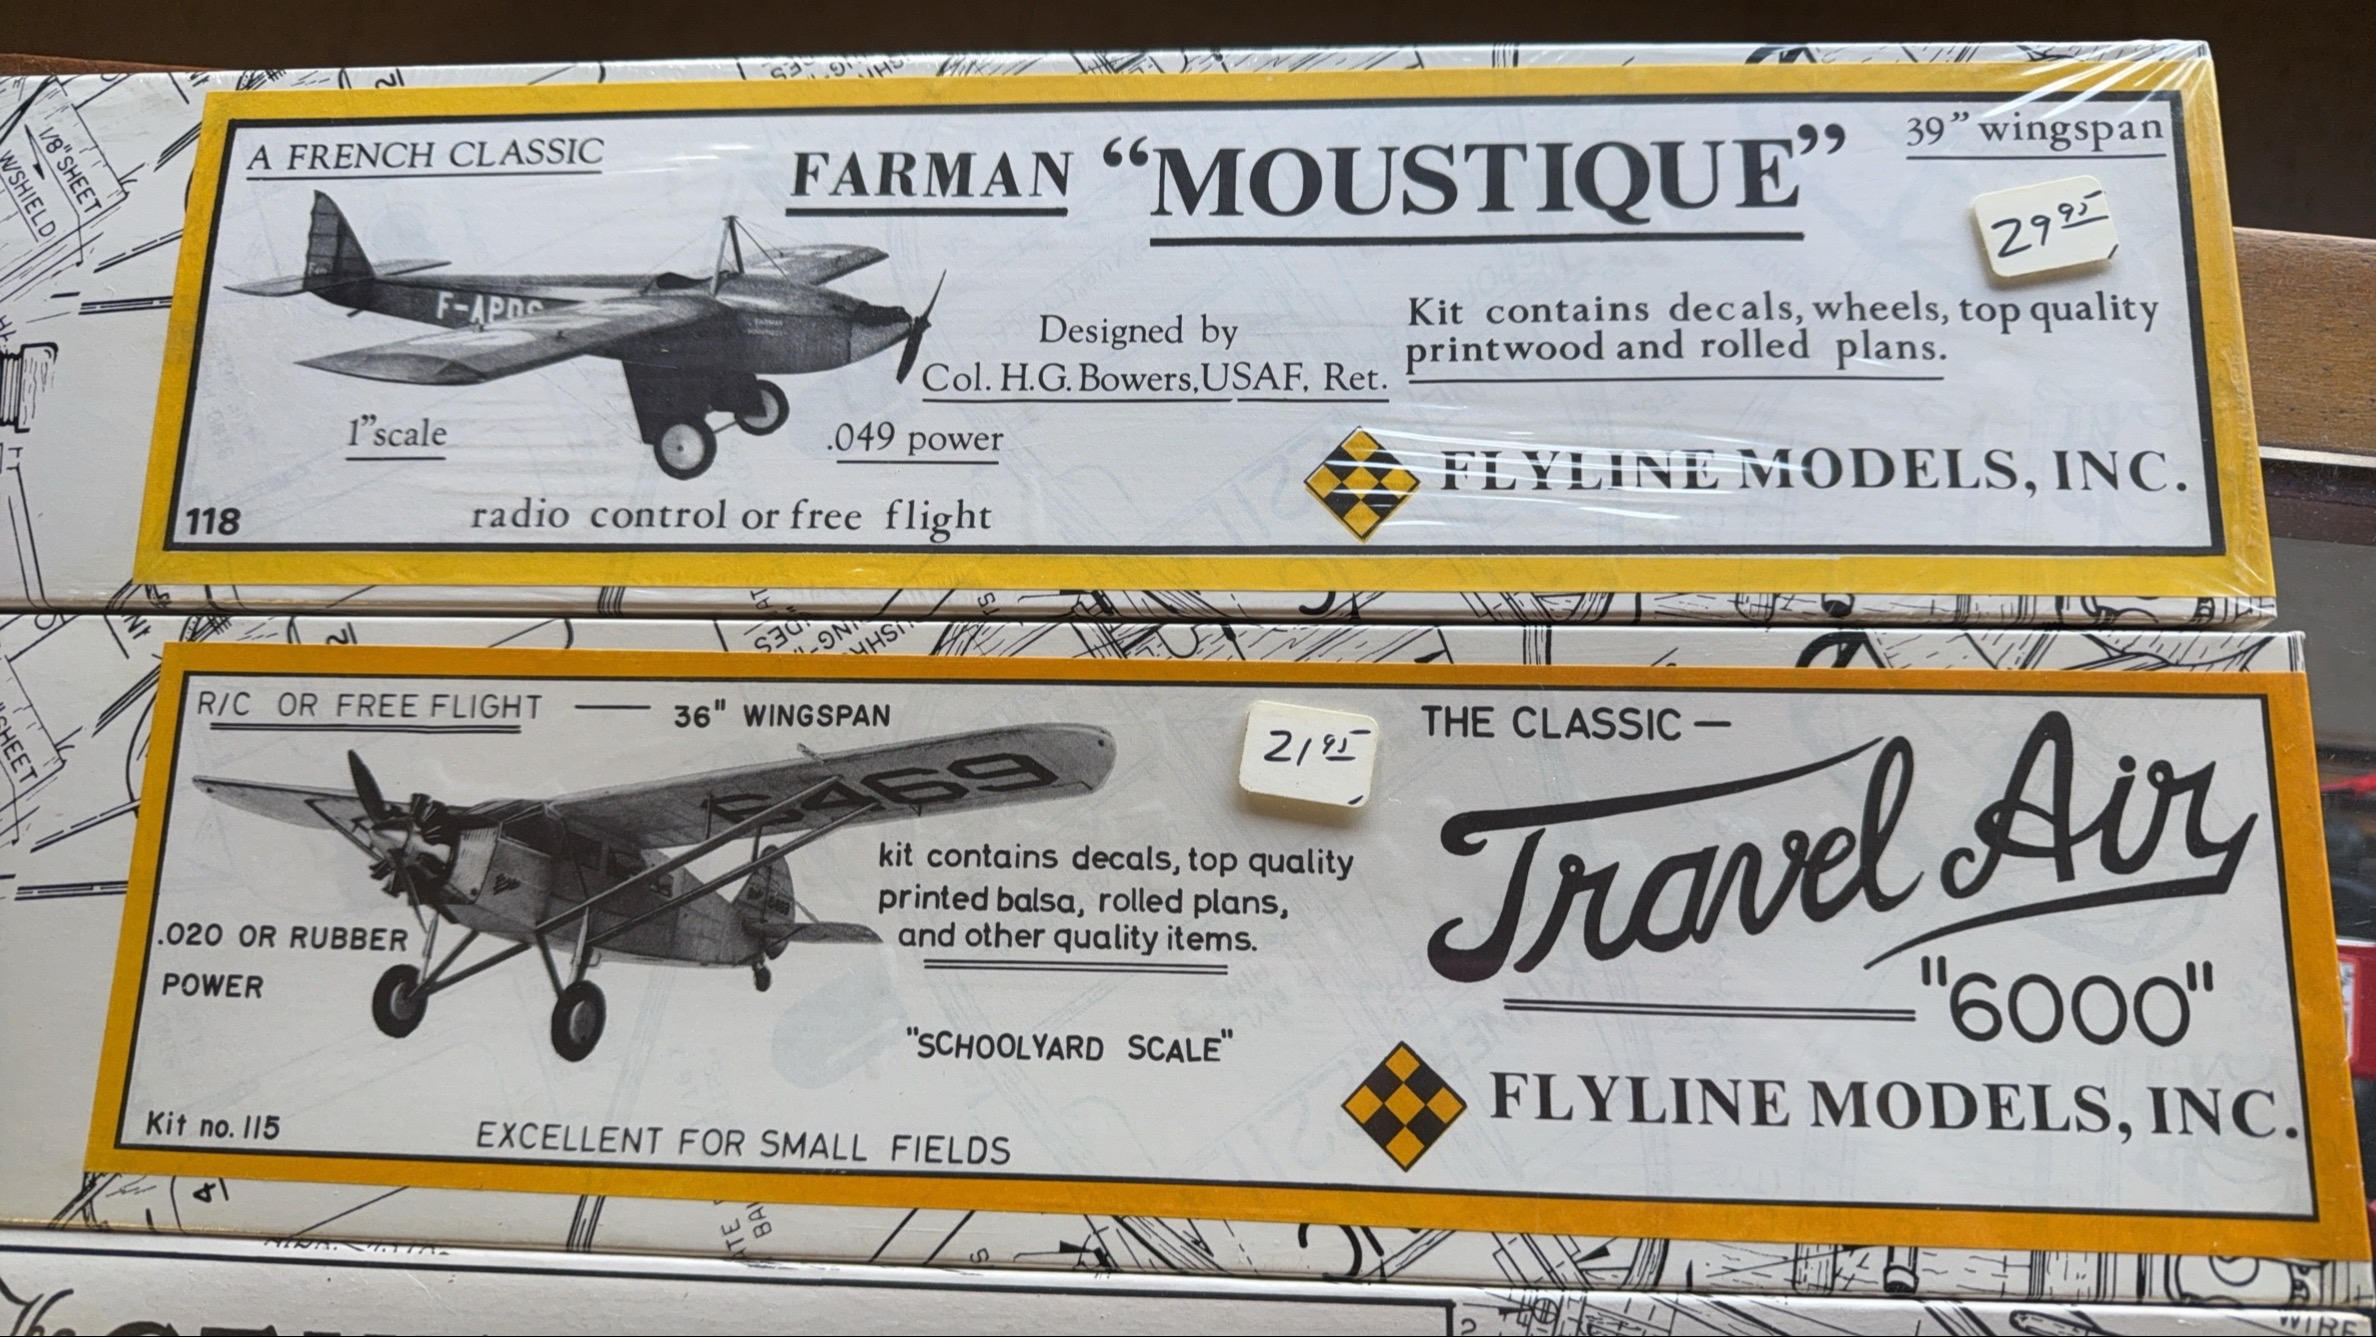 A FRENCH CLASSIC
FARMAN “MOUSTIQUE”
39” wingspan
29 95
F-APDS
Designed by
Col. H.G. Bowers, USAF, Ret.
Kit contains decals, wheels, top quality
printwood and rolled plans.
1” scale
.049 power
FLYLINE MODELS, INC.
118
radio control or free flight
1/8" SHEET
W/SHIELD
R/C OR FREE FLIGHT — 36" WINGSPAN
21 95
THE CLASSIC —
Travel Air
"6000"
6469
kit contains decals, top quality
printed balsa, rolled plans,
and other quality items.
.020 OR RUBBER
POWER
"SCHOOLYARD SCALE"
FLYLINE MODELS, INC.
Kit no. 115
EXCELLENT FOR SMALL FIELDS
The